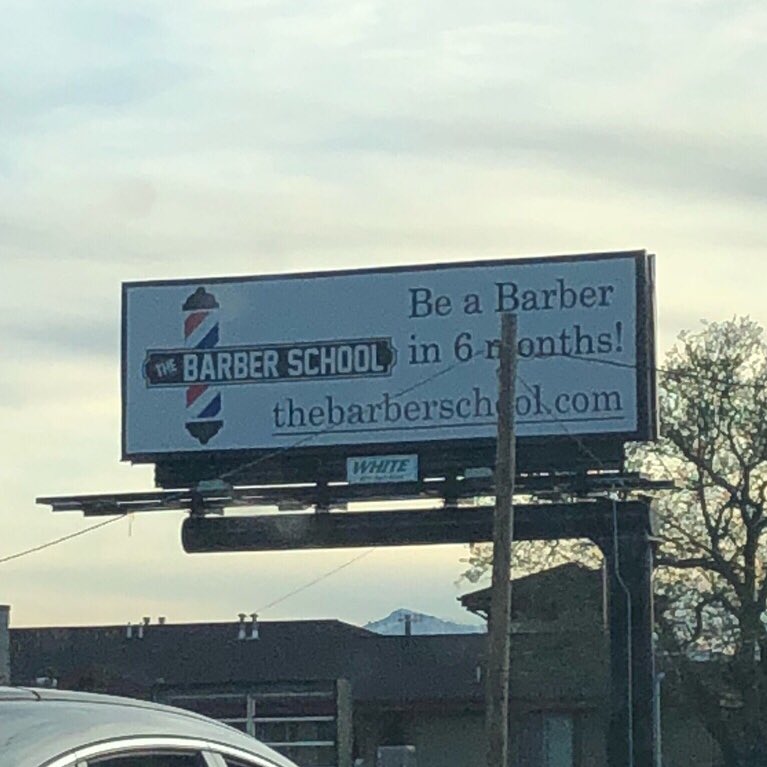 THE BARBER SCHOOL
Be a Barber
in 6 months!
thebarberschool.com
WHITE